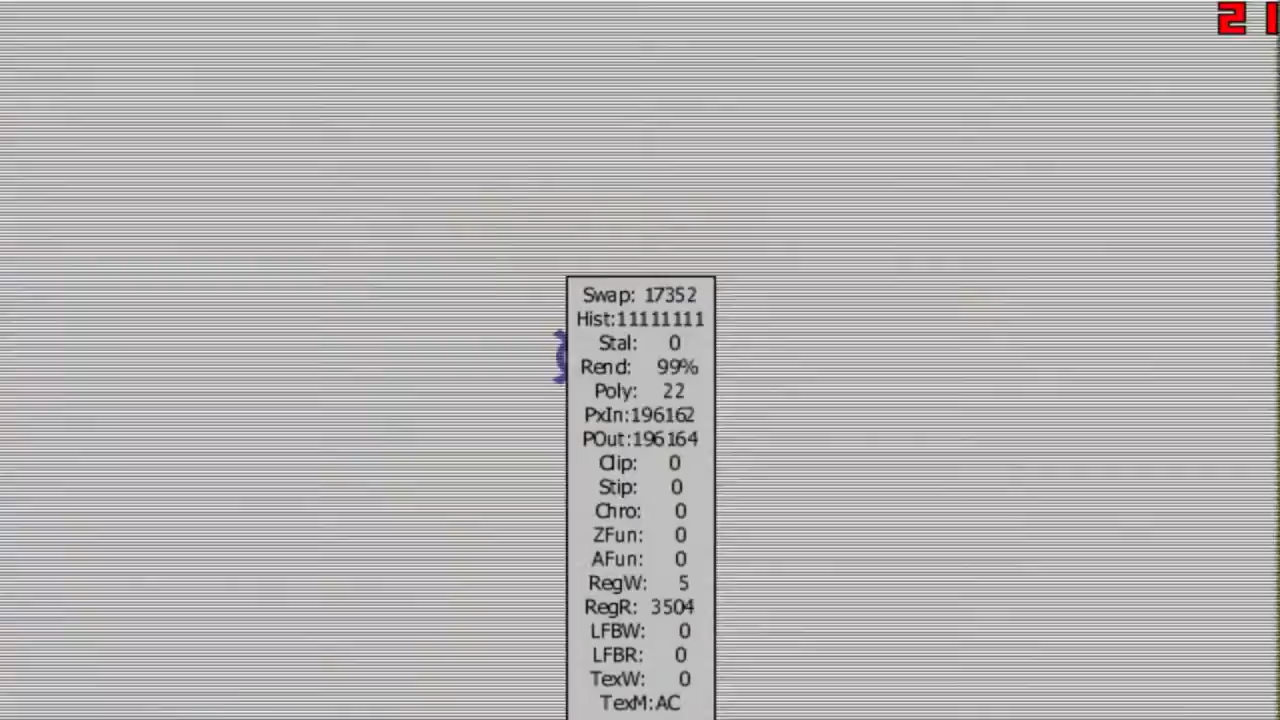 21
Swap: 17352
Hist:11111111
Stal: 0
Rend: 99%
Poly: 22
PxIn:196162
POut:196164
Clip: 0
Stip: 0
Chro: 0
ZFun: 0
AFun: 0
RegW: 5
RegR: 3504
LFBW: 0
LFBR: 0
TexW: 0
TexM:AC